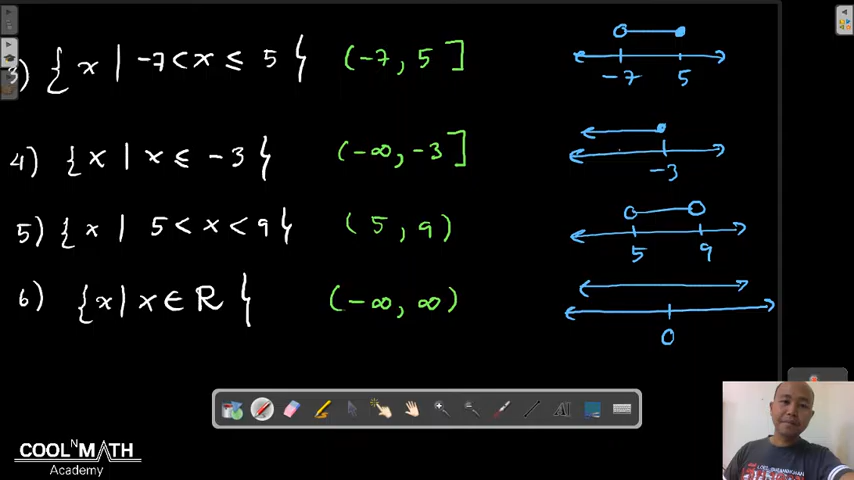 3) { x | -7 < x ≤ 5 } (-7, 5]
-7 5
4) { x | x ≤ -3 } (-∞, -3]
-3
5) { x | 5 < x < 9 } (5, 9)
5 9
6) { x | x ∈ R } (-∞, ∞)
0
COOL N MATH
Academy